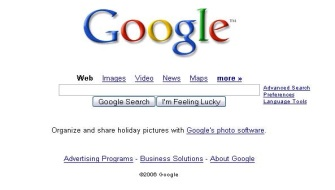 Google™
Web Images Video News Maps more »
Advanced Search
Preferences
Language Tools
Google Search I'm Feeling Lucky
Organize and share holiday pictures with Google's photo software.
Advertising Programs - Business Solutions - About Google
©2006 Google